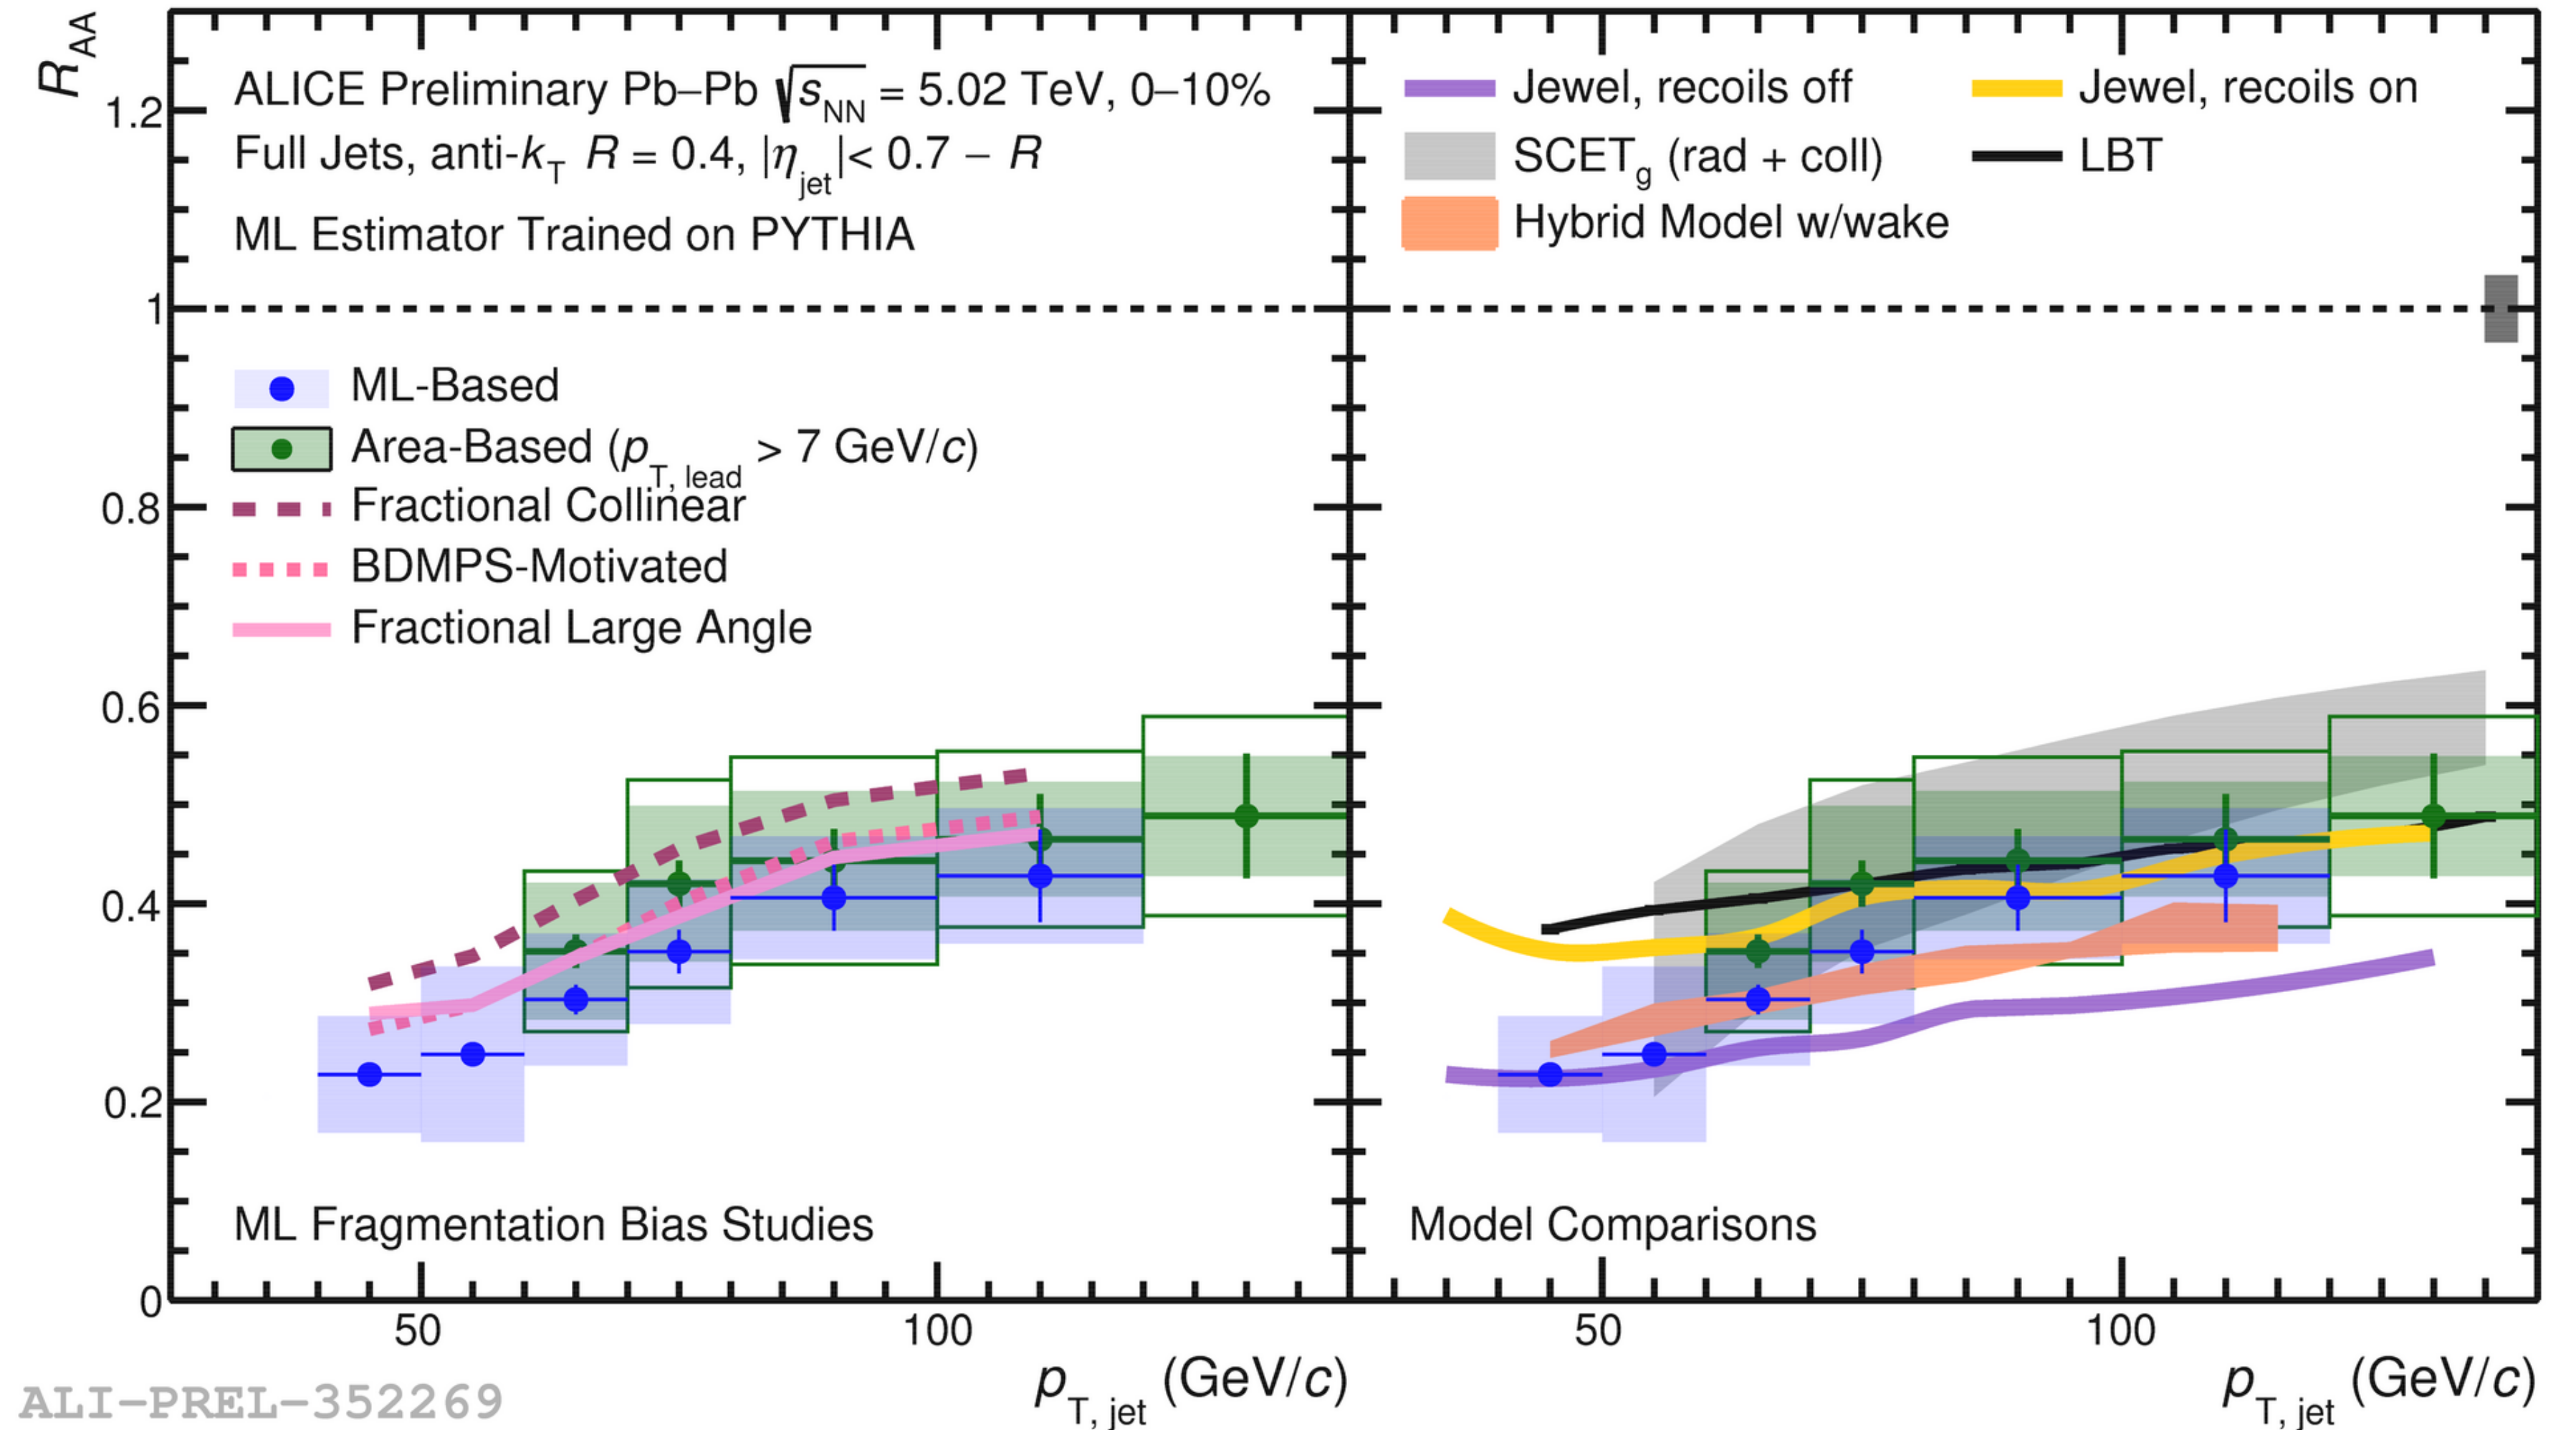 R_AA
ALICE Preliminary Pb–Pb √s_NN = 5.02 TeV, 0–10%
Full Jets, anti-k_T R = 0.4, |η_jet|< 0.7 − R
ML Estimator Trained on PYTHIA
ML-Based
Area-Based (p_T, lead > 7 GeV/c)
Fractional Collinear
BDMPS-Motivated
Fractional Large Angle
ML Fragmentation Bias Studies
1.2
1
0.8
0.6
0.4
0.2
0
50 100
p_T, jet (GeV/c)
Jewel, recoils off
Jewel, recoils on
SCET_g (rad + coll)
LBT
Hybrid Model w/wake
Model Comparisons
50 100
p_T, jet (GeV/c)
ALI−PREL−352269